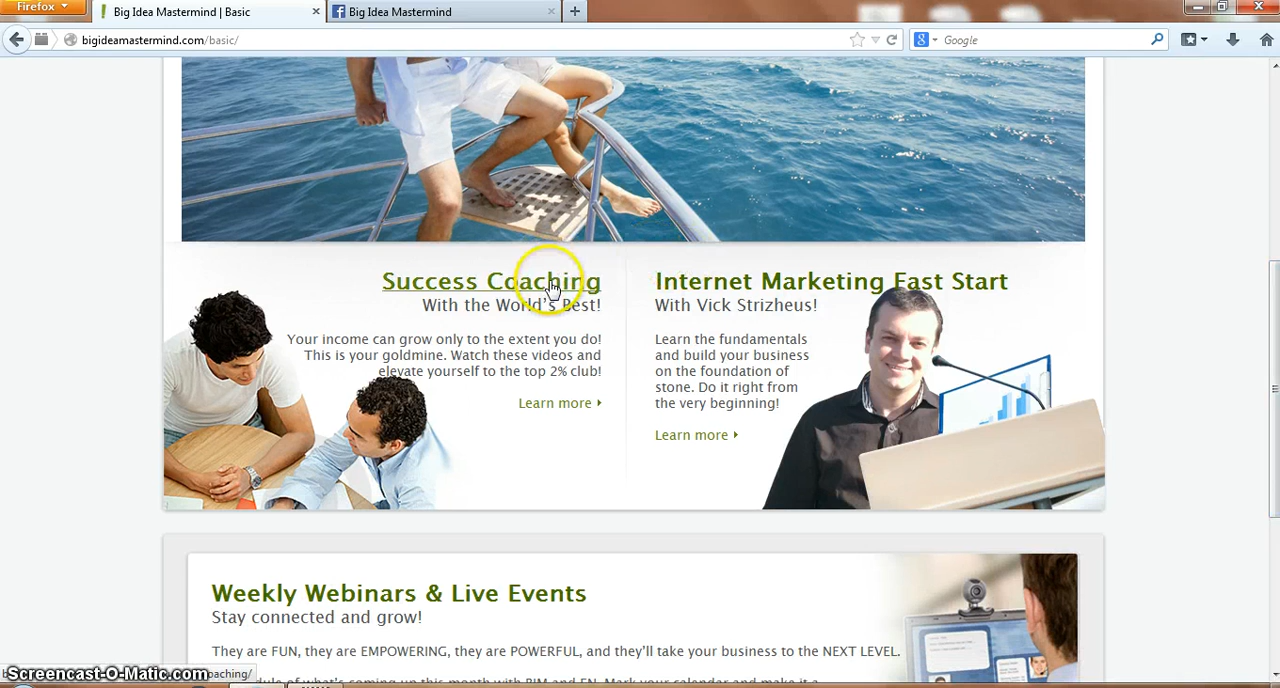 Firefox
Big Idea Mastermind | Basic
Big Idea Mastermind
bigideamastermind.com/basic/
Google
Success Coaching
With the World's Best!
Your income can grow only to the extent you do!
This is your goldmine. Watch these videos and
elevate yourself to the top 2% club!
Learn more
Internet Marketing Fast Start
With Vick Strizheus!
Learn the fundamentals
and build your business
on the foundation of
stone. Do it right from
the very beginning!
Learn more
Weekly Webinars & Live Events
Stay connected and grow!
They are FUN, they are EMPOWERING, they are POWERFUL, and they'll take your business to the NEXT LEVEL.
Screencast-O-Matic.com